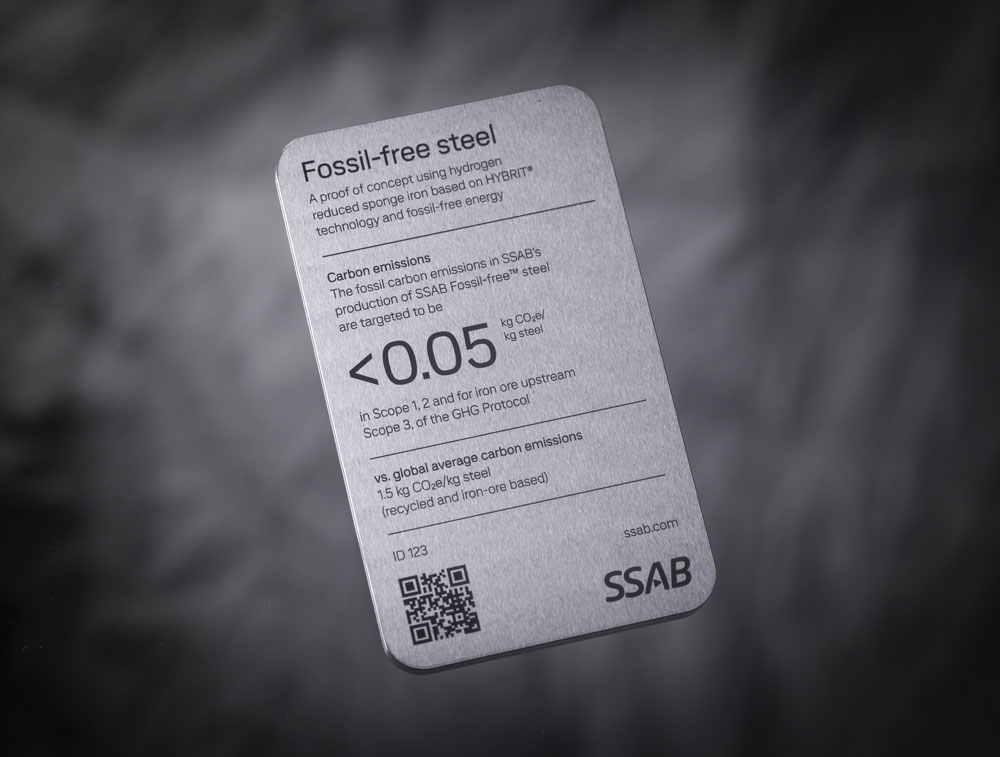 Fossil-free steel
A proof of concept using hydrogen
reduced sponge iron based on HYBRIT®
technology and fossil-free energy
Carbon emissions
The fossil carbon emissions in SSAB's
production of SSAB Fossil-free™ steel
are targeted to be
<0.05 kg CO₂e/
kg steel
in Scope 1, 2 and for iron ore upstream
Scope 3, of the GHG Protocol
vs. global average carbon emissions
1.5 kg CO₂e/kg steel
(recycled and iron-ore based)
ID 123
ssab.com
SSAB